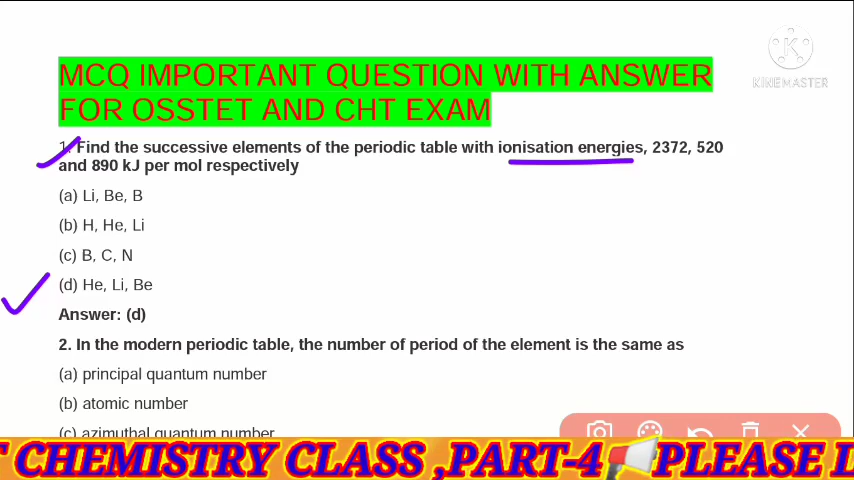 KINEMASTER
MCQ IMPORTANT QUESTION WITH ANSWER
FOR OSSTET AND CHT EXAM
1. Find the successive elements of the periodic table with ionisation energies, 2372, 520
and 890 kJ per mol respectively
(a) Li, Be, B
(b) H, He, Li
(c) B, C, N
(d) He, Li, Be
Answer: (d)
2. In the modern periodic table, the number of period of the element is the same as
(a) principal quantum number
(b) atomic number
(c) azimuthal quantum number
T CHEMISTRY CLASS ,PART-4 📢PLEASE L